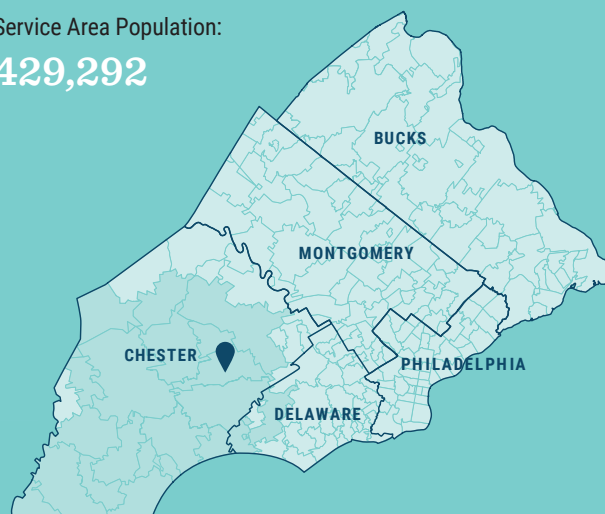 Service Area Population:
429,292
BUCKS
MONTGOMERY
CHESTER
PHILADELPHIA
DELAWARE